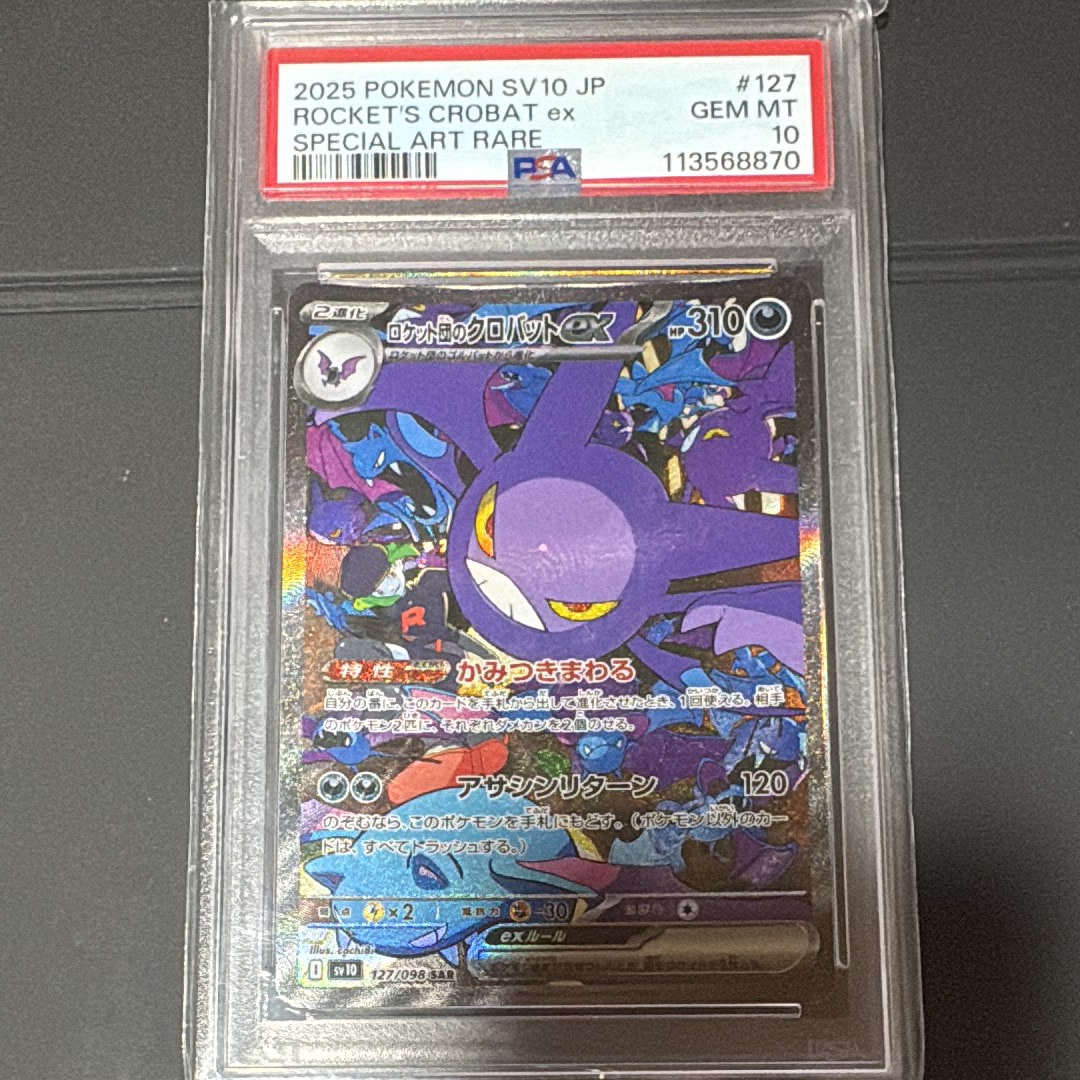 2025 POKEMON SV10 JP #127
ROCKET'S CROBAT ex GEM MT
SPECIAL ART RARE 10
PSA 113568870
2進化 ロケット団のクロバットex HP310
ロケット団のゴルバットから進化
R
特性 かみつきまわる
自分の番に、このカードを手札から出して進化させたとき、1回使える。相手
のポケモン2匹に、それぞれダメカンを2個のせる。
アサシンリターン 120
のぞむなら、このポケモンを手札にもどす。(ポケモン以外のカー
ドは、すべてトラッシュする。)
弱点 ×2 抵抗力 -30
exルール
Illus.
I sv10 127/098 SAR